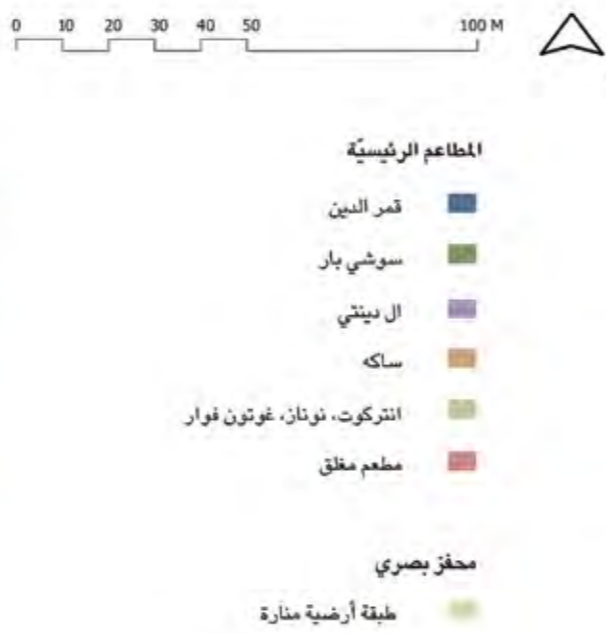 0 10 20 30 40 50 100 M
المطاعم الرئيسيّة
قمر الدين
سوشي بار
ال دينتي
ساكه
انتركوت، نوناز، غوتون فوار
مطعم مغلق
محفز بصري
طبقة أرضية منارة